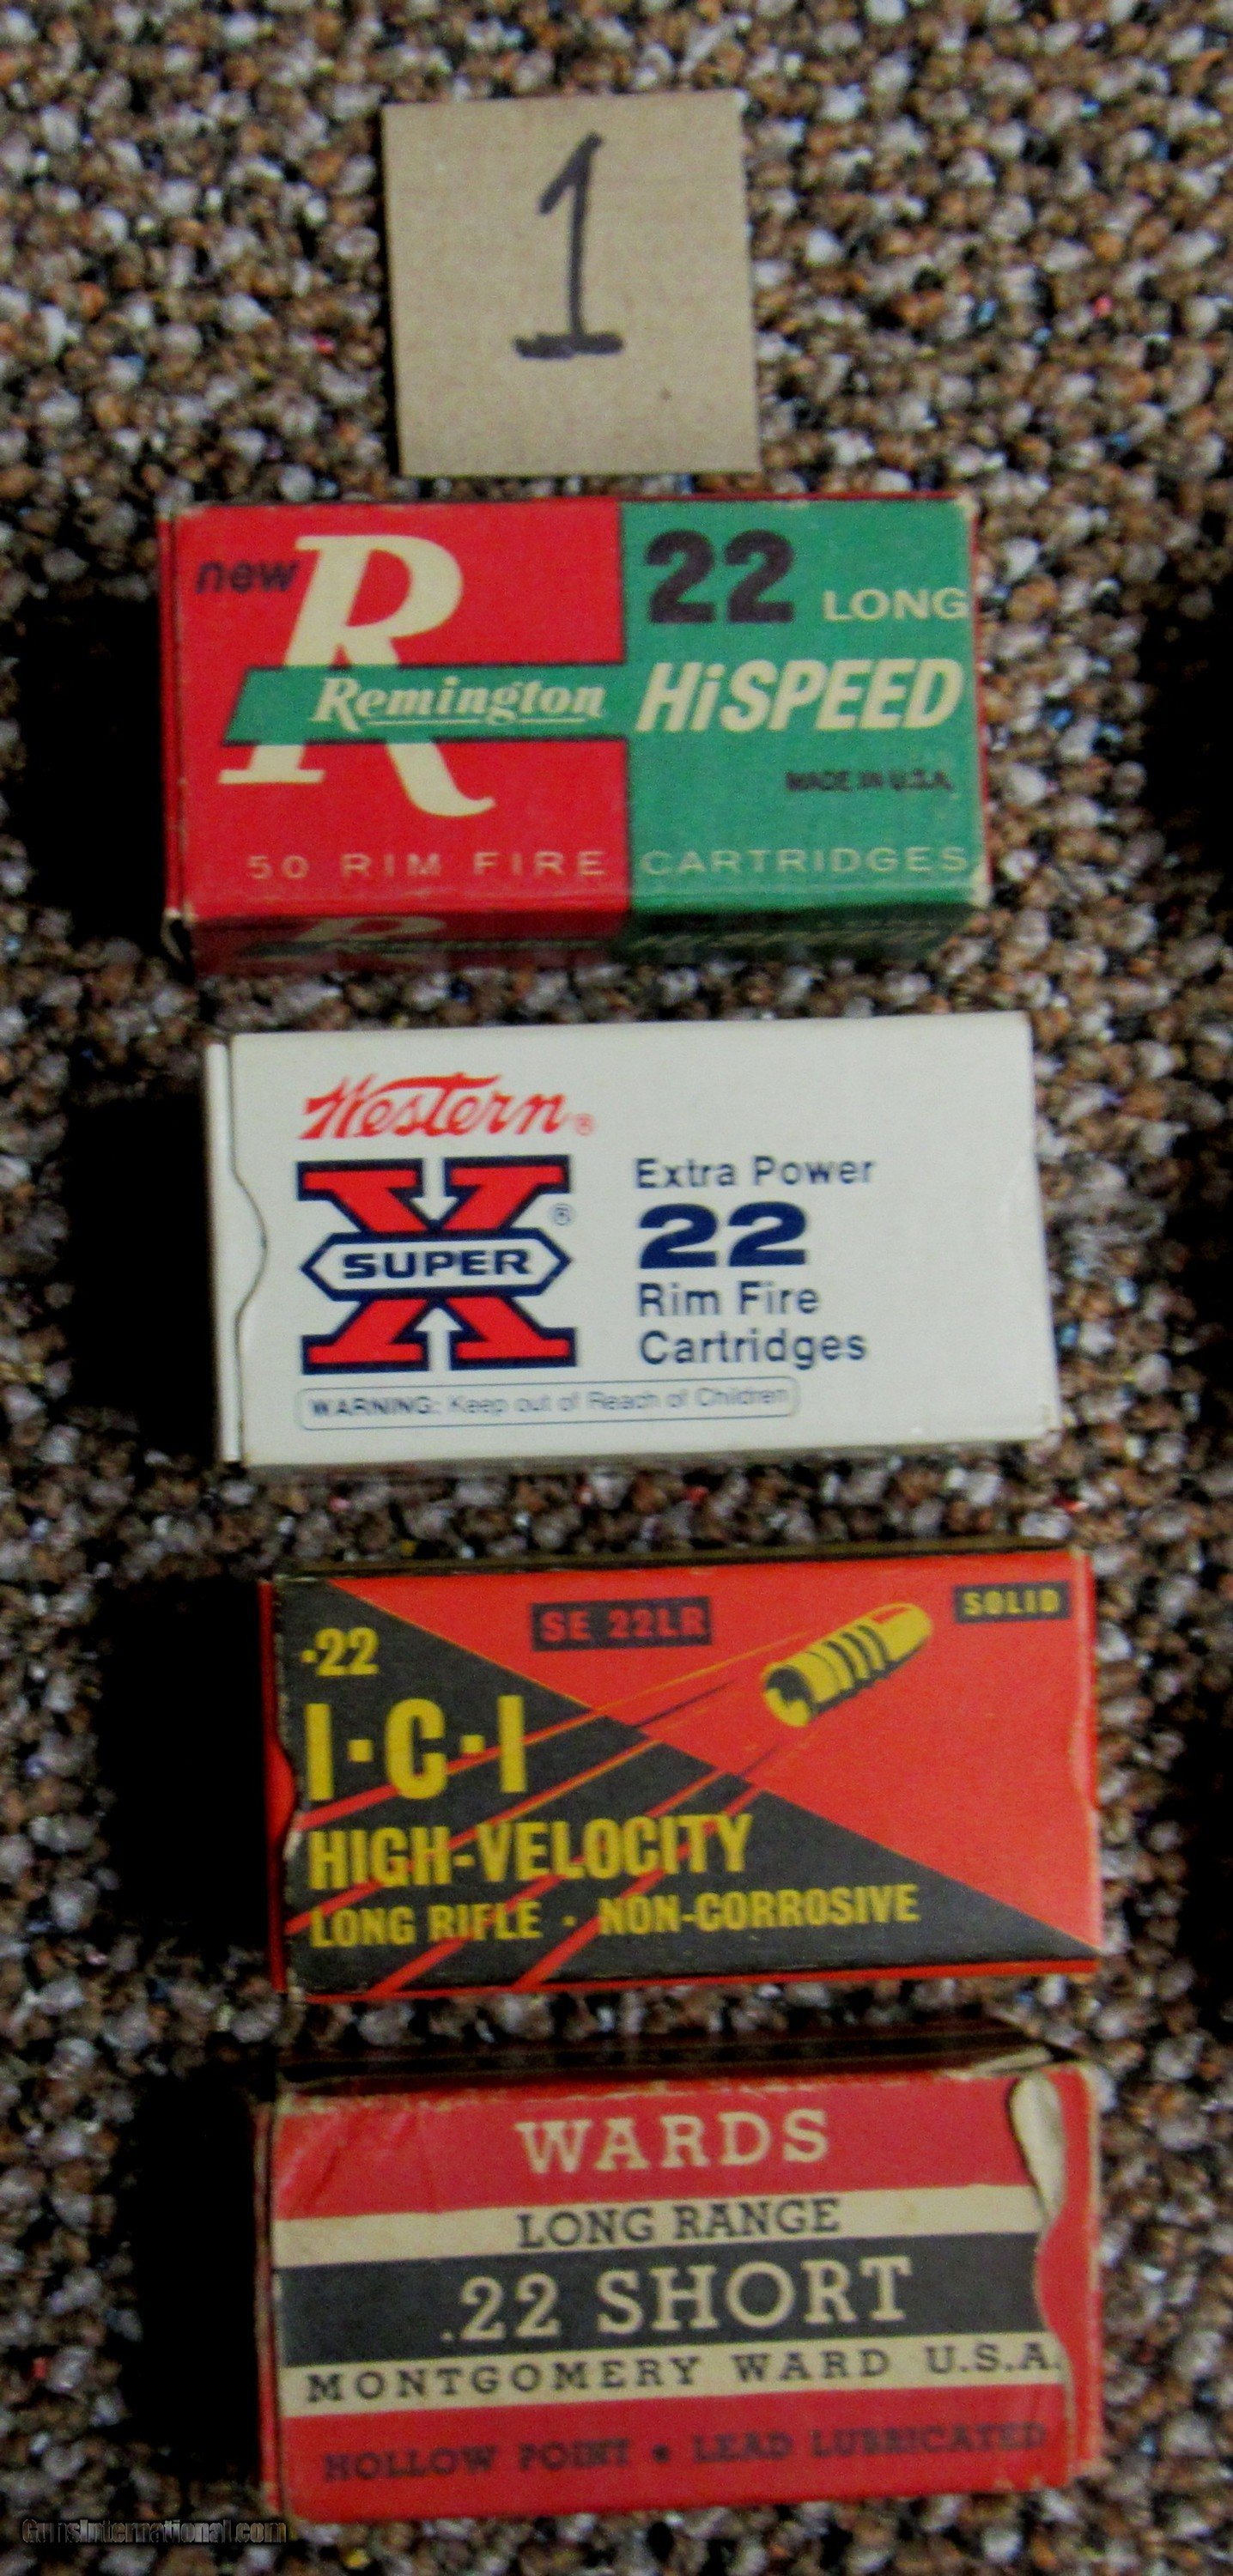 1
new R
Remington
22 LONG
HiSPEED
MADE IN U.S.A.
50 RIM FIRE CARTRIDGES
R Remington
Western®
X®
SUPER
Extra Power
22
Rim Fire
Cartridges
WARNING: Keep out of Reach of Children
.22
SE 22LR
SOLID
I·C·I
HIGH-VELOCITY
LONG RIFLE · NON-CORROSIVE
WARDS
LONG RANGE
.22 SHORT
MONTGOMERY WARD U.S.A.
HOLLOW POINT • LEAD LUBRICATED
GunsInternational.com